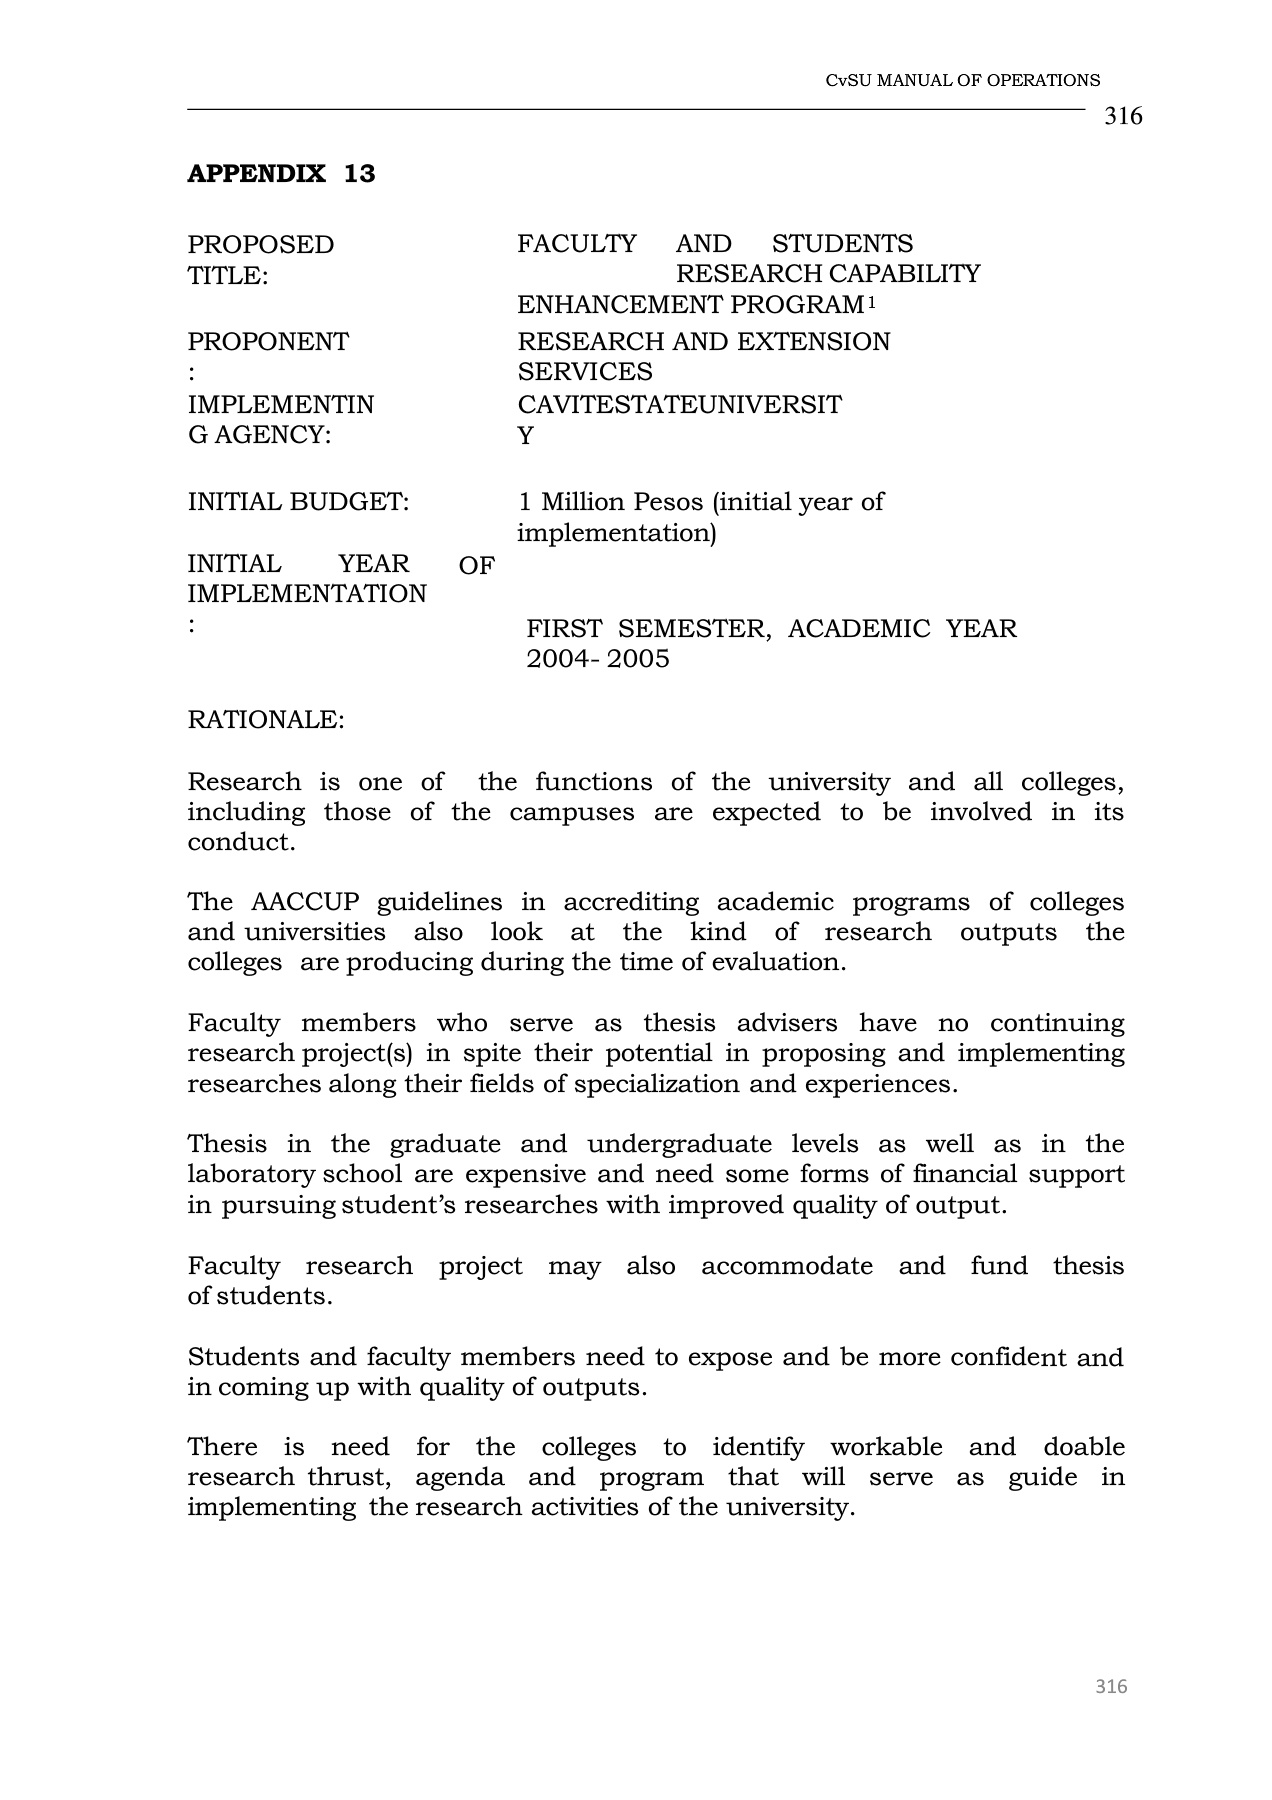 CvSU MANUAL OF OPERATIONS
316
APPENDIX 13
PROPOSED
TITLE:
FACULTY AND STUDENTS
RESEARCH CAPABILITY
ENHANCEMENT PROGRAM1
PROPONENT
:
RESEARCH AND EXTENSION
SERVICES
IMPLEMENTIN
G AGENCY:
CAVITESTATEUNIVERSIT
Y
INITIAL BUDGET:
1 Million Pesos (initial year of
implementation)
INITIAL YEAR OF
IMPLEMENTATION
:
FIRST SEMESTER, ACADEMIC YEAR
2004- 2005
RATIONALE:
Research is one of the functions of the university and all colleges,
including those of the campuses are expected to be involved in its
conduct.
The AACCUP guidelines in accrediting academic programs of colleges
and universities also look at the kind of research outputs the
colleges are producing during the time of evaluation.
Faculty members who serve as thesis advisers have no continuing
research project(s) in spite their potential in proposing and implementing
researches along their fields of specialization and experiences.
Thesis in the graduate and undergraduate levels as well as in the
laboratory school are expensive and need some forms of financial support
in pursuing student’s researches with improved quality of output.
Faculty research project may also accommodate and fund thesis
of students.
Students and faculty members need to expose and be more confident and
in coming up with quality of outputs.
There is need for the colleges to identify workable and doable
research thrust, agenda and program that will serve as guide in
implementing the research activities of the university.
316